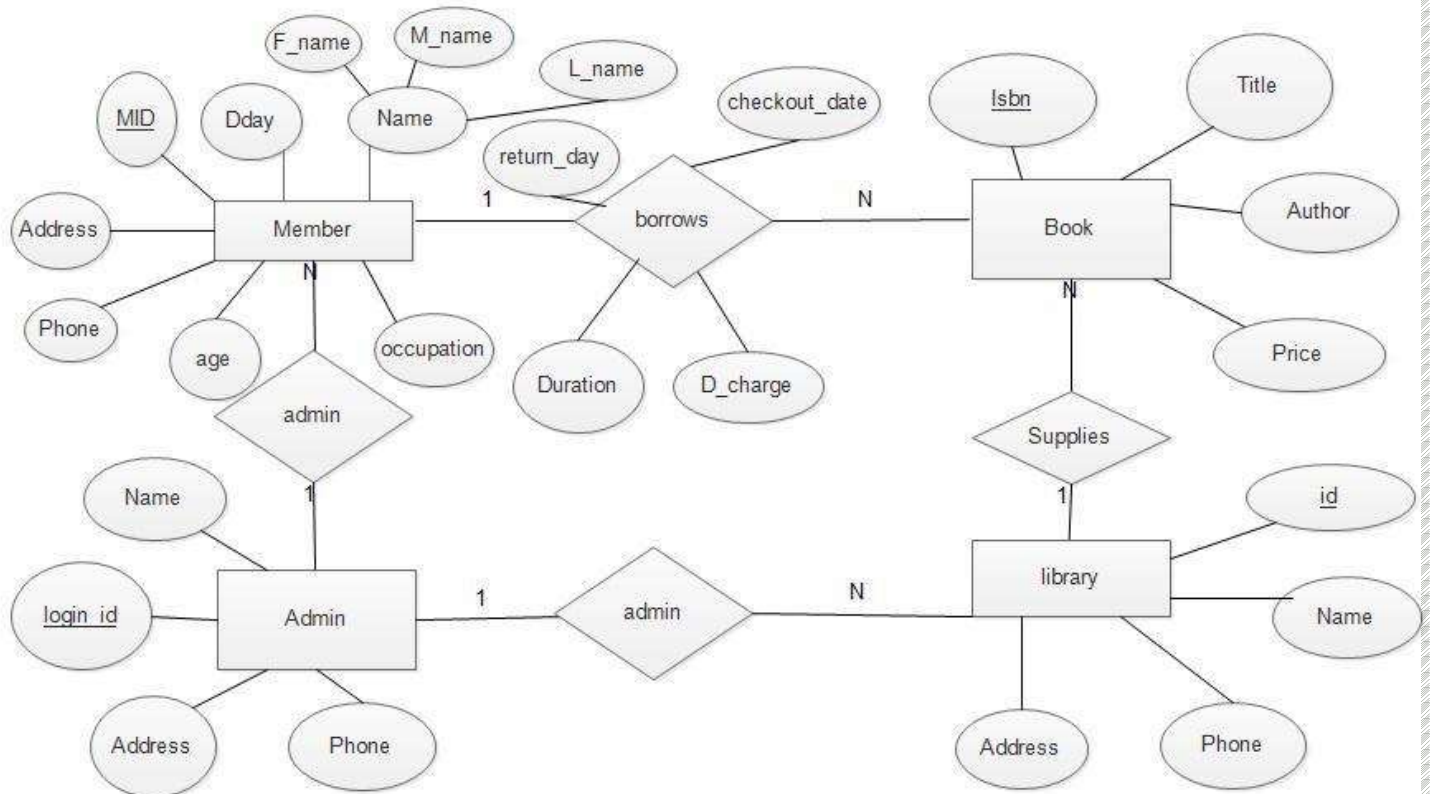 F_name
M_name
L_name
MID
Dday
Name
checkout_date
Isbn
Title
return_day
Address
Member
1
borrows
N
Book
Author
N
N
Phone
age
occupation
Duration
D_charge
Price
admin
Supplies
1
1
Name
id
login_id
Admin
1
admin
N
library
Name
Address
Phone
Address
Phone